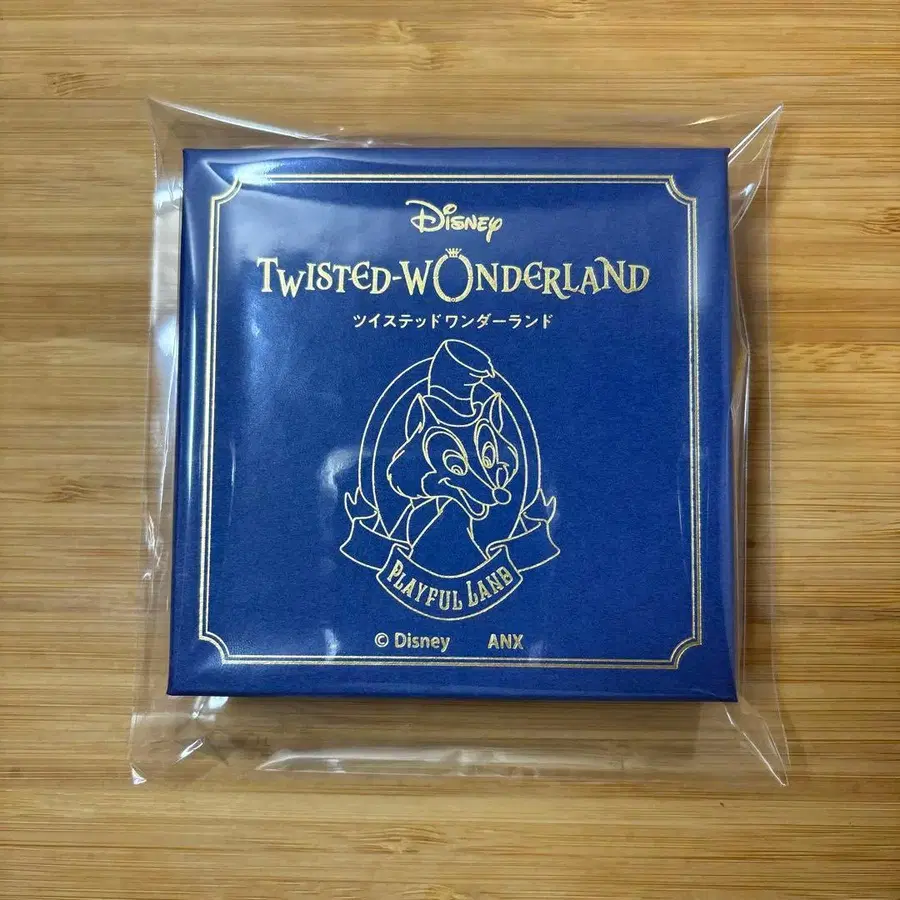 Disney
TWISTED-WONDERLAND
ツイステッドワンダーランド
PLAYFUL LAND
© Disney ANX